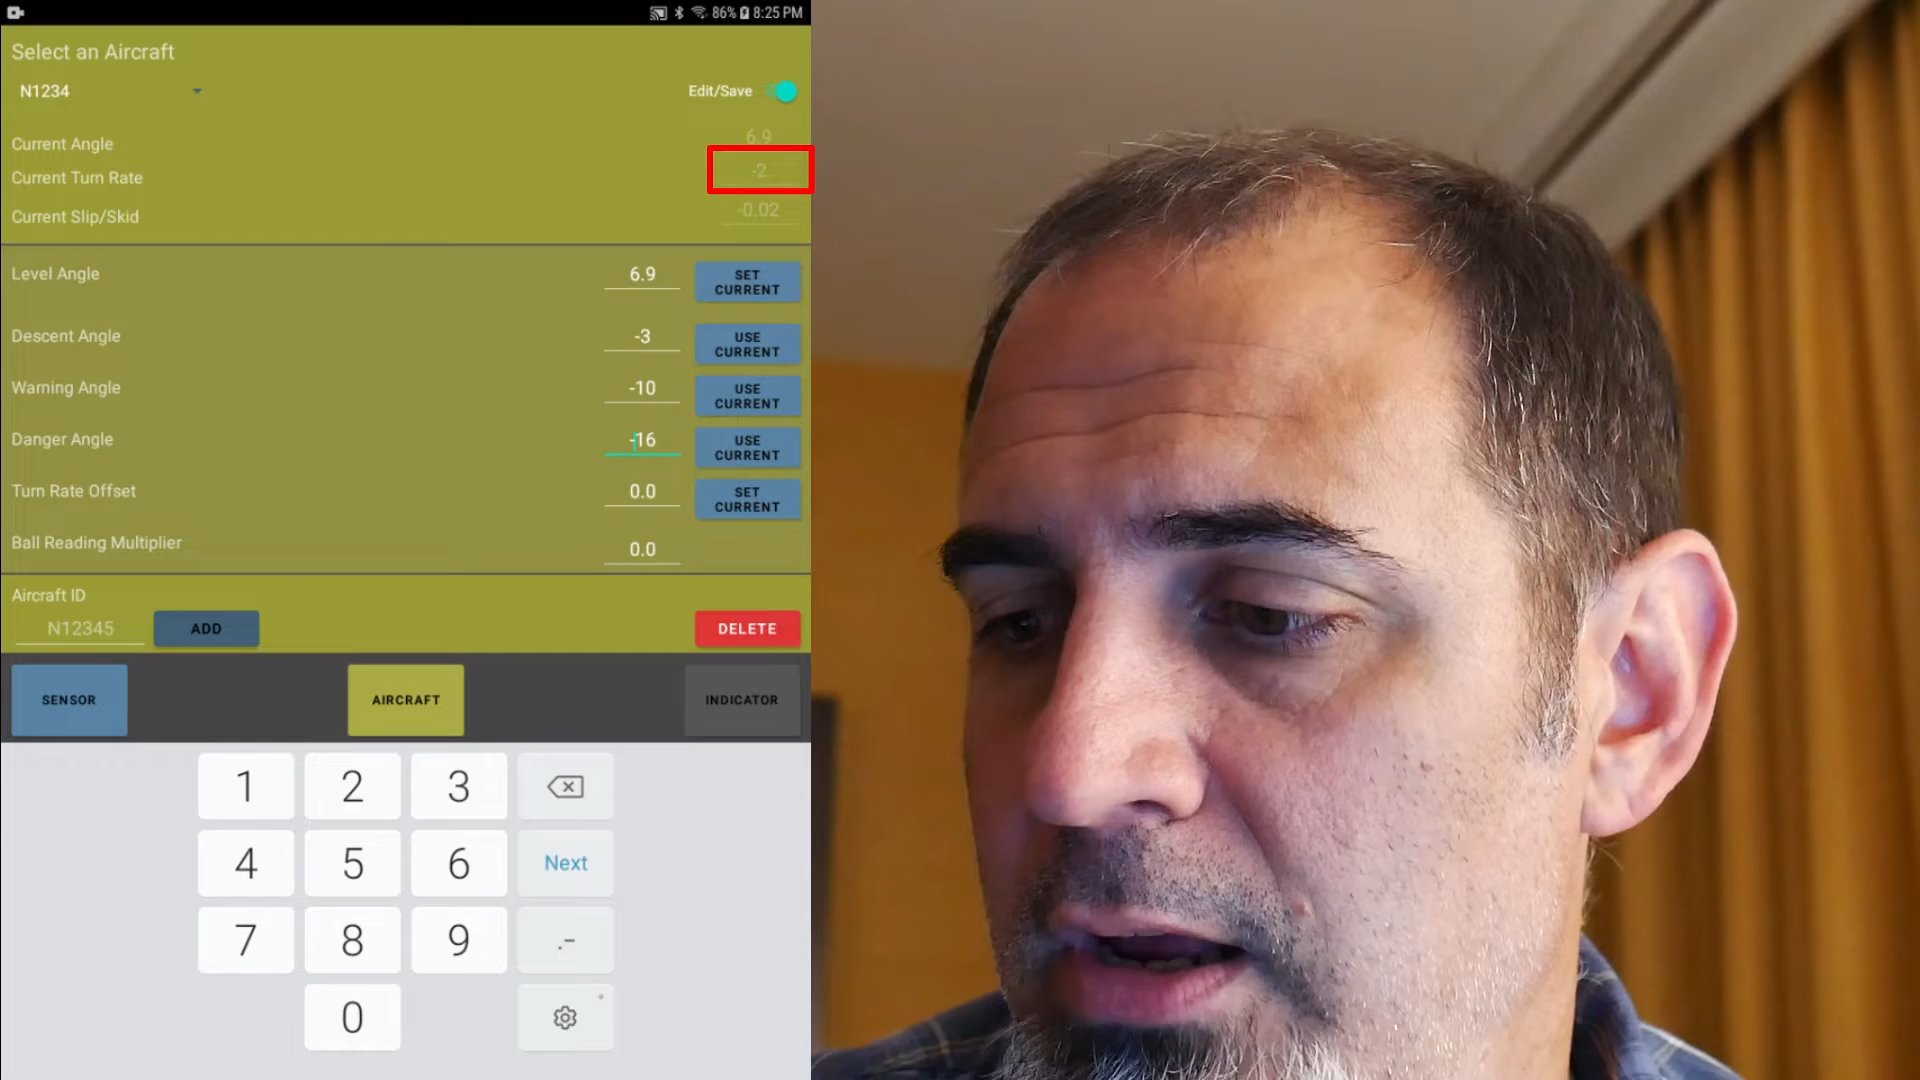 86% 8:25 PM
Select an Aircraft
N1234
Edit/Save
Current Angle 6.9
Current Turn Rate -2
Current Slip/Skid -0.02
Level Angle 6.9 SET CURRENT
Descent Angle -3 USE CURRENT
Warning Angle -10 USE CURRENT
Danger Angle -16 USE CURRENT
Turn Rate Offset 0.0 SET CURRENT
Ball Reading Multiplier 0.0
Aircraft ID
N12345 ADD DELETE
SENSOR AIRCRAFT INDICATOR
1 2 3
4 5 6 Next
7 8 9 .-
0